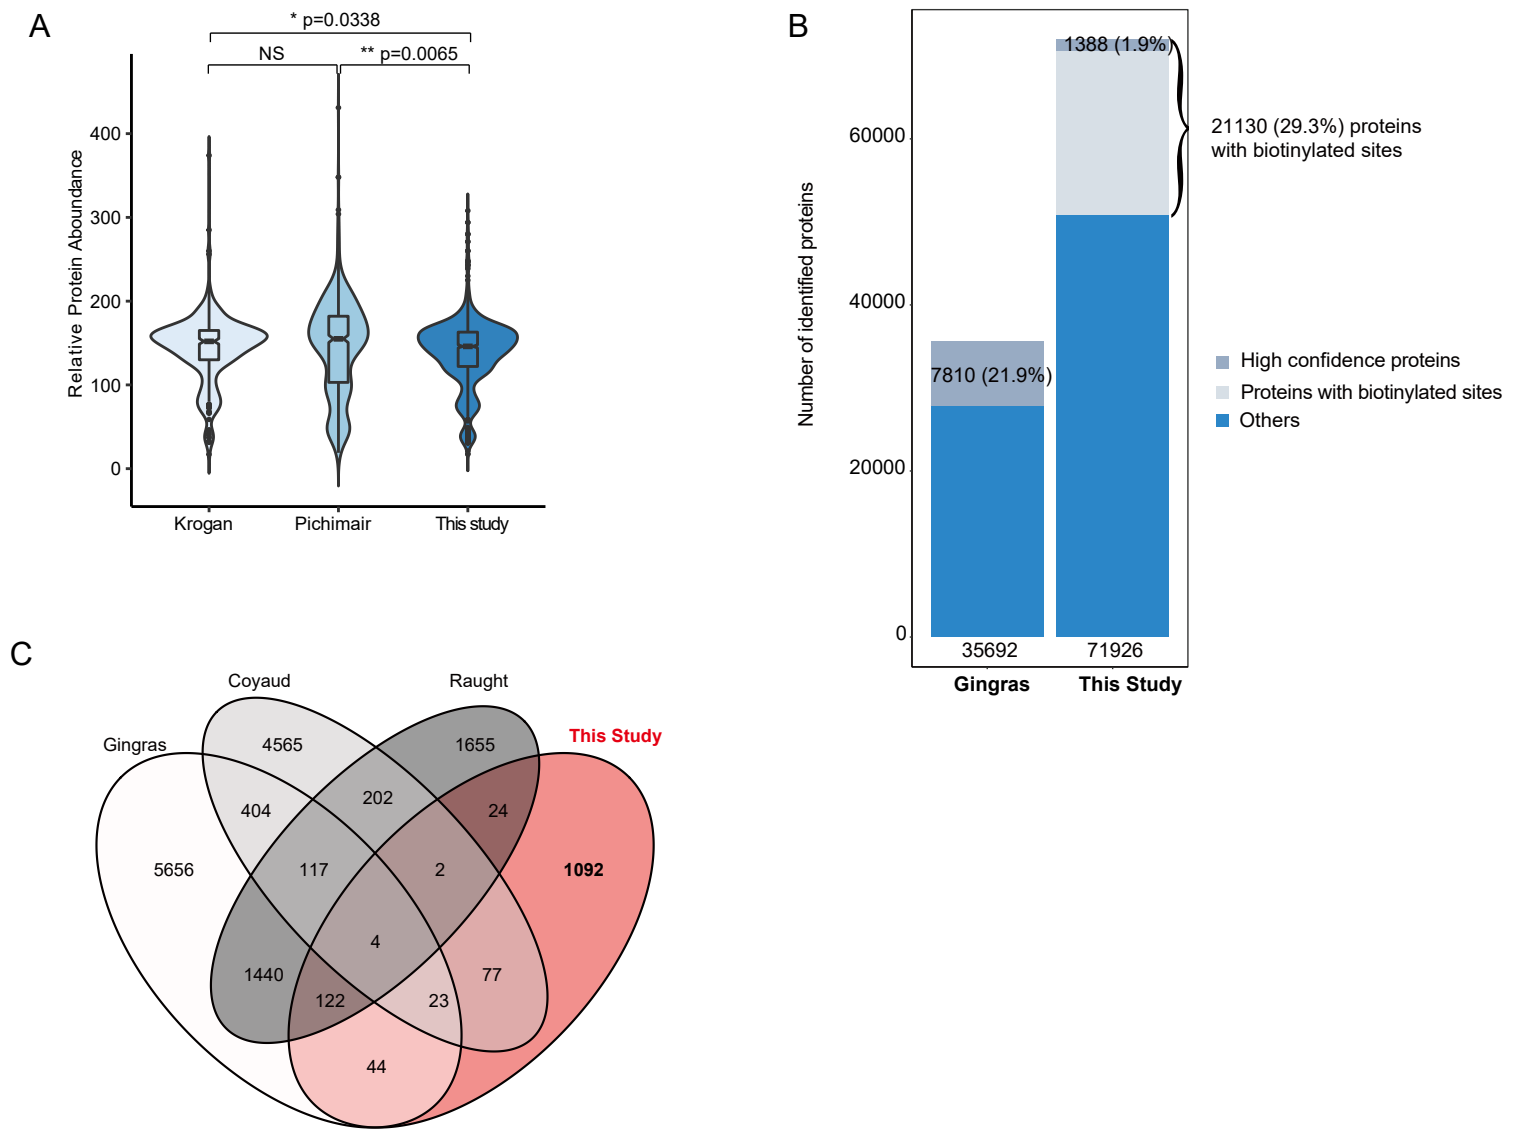 A
* p=0.0338
NS
** p=0.0065
Relative Protein Aboundance
400
300
200
100
0
Krogan
Pichimair
This study
B
Number of identified proteins
60000
40000
20000
0
1388 (1.9%)
7810 (21.9%)
21130 (29.3%) proteins
with biotinylated sites
High confidence proteins
Proteins with biotinylated sites
Others
35692
71926
Gingras
This Study
C
Coyaud
Raught
Gingras
This Study
4565
1655
404
202
24
5656
117
2
1092
4
1440
122
23
77
44